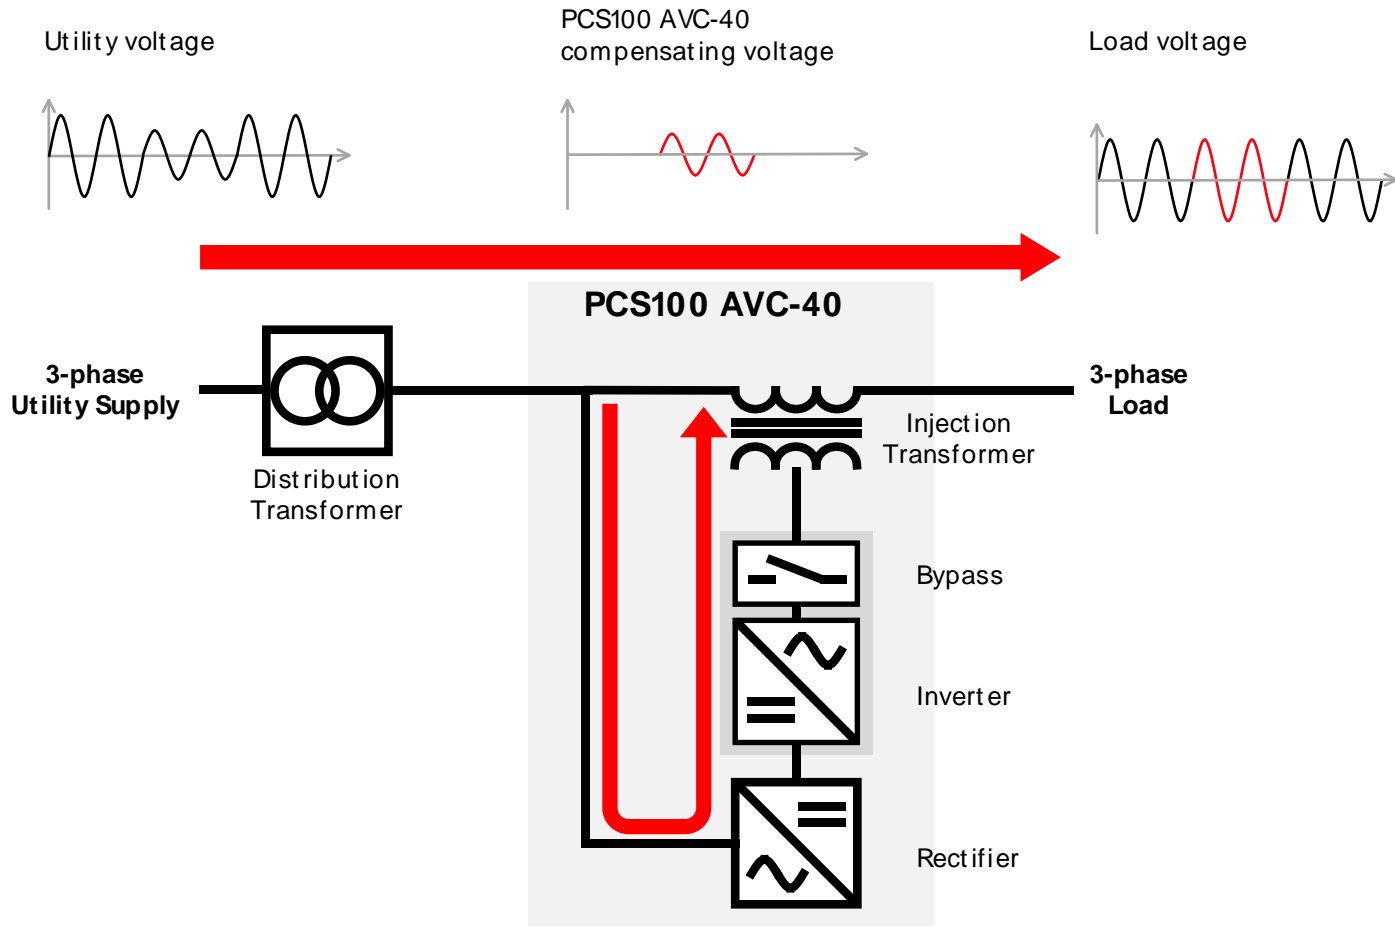 Utility voltage
PCS100 AVC-40
compensating voltage
Load voltage
PCS100 AVC-40
3-phase
Utility Supply
3-phase
Load
Injection
Transformer
Distribution
Transformer
Bypass
Inverter
Rectifier